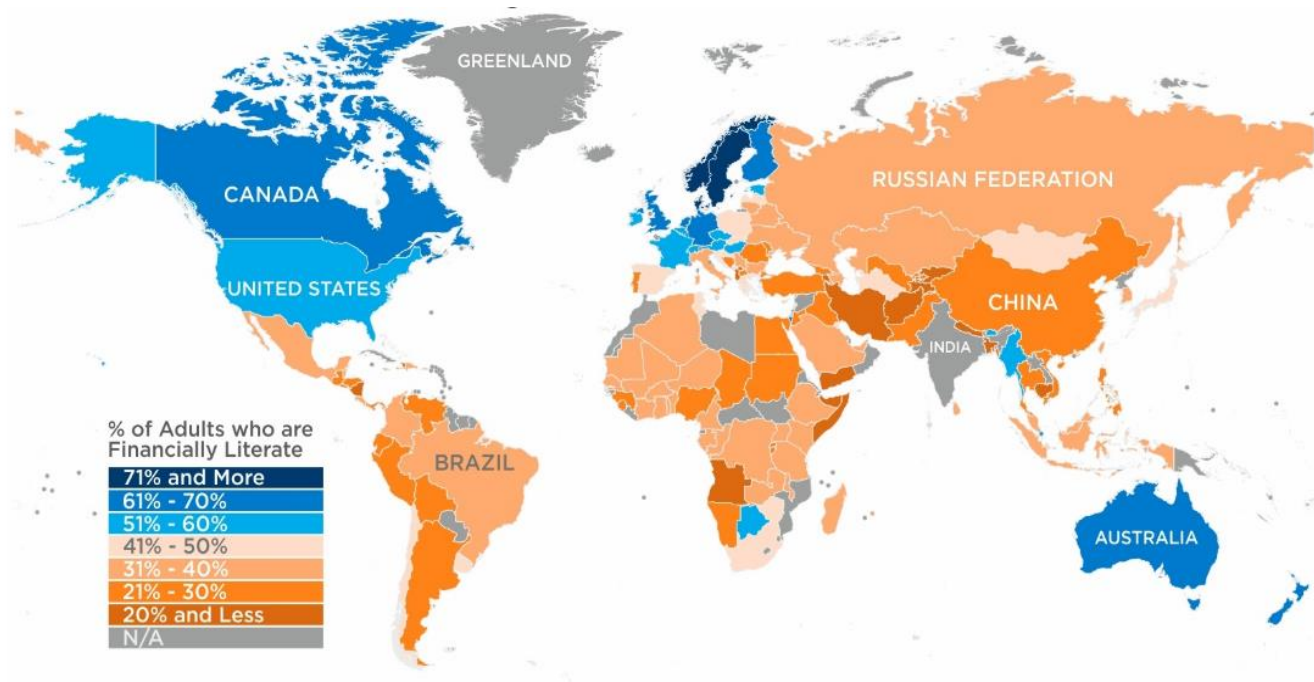 GREENLAND
CANADA
RUSSIAN FEDERATION
UNITED STATES
CHINA
INDIA
BRAZIL
AUSTRALIA
% of Adults who are
Financially Literate
71% and More
61% - 70%
51% - 60%
41% - 50%
31% - 40%
21% - 30%
20% and Less
N/A